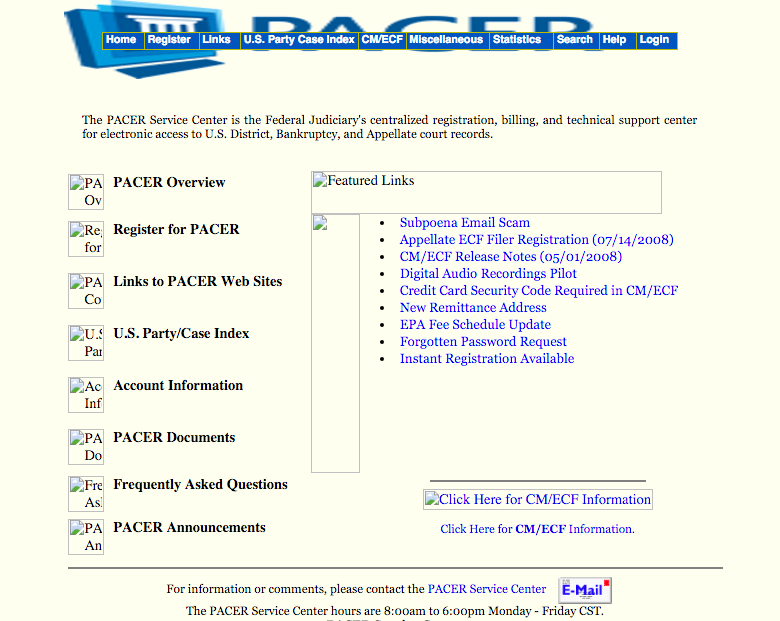 PACER
Home Register Links U.S. Party Case Index CM/ECF Miscellaneous Statistics Search Help Login
The PACER Service Center is the Federal Judiciary's centralized registration, billing, and technical support center
for electronic access to U.S. District, Bankruptcy, and Appellate court records.
PA
Ov
PACER Overview
Re
for
Register for PACER
PA
Co
Links to PACER Web Sites
U.S
Par
U.S. Party/Case Index
Ac
Inf
Account Information
PA
Do
PACER Documents
Fre
As
Frequently Asked Questions
PA
An
PACER Announcements
Featured Links
• Subpoena Email Scam
• Appellate ECF Filer Registration (07/14/2008)
• CM/ECF Release Notes (05/01/2008)
• Digital Audio Recordings Pilot
• Credit Card Security Code Required in CM/ECF
• New Remittance Address
• EPA Fee Schedule Update
• Forgotten Password Request
• Instant Registration Available
Click Here for CM/ECF Information
Click Here for CM/ECF Information.
For information or comments, please contact the PACER Service Center E-Mail
The PACER Service Center hours are 8:00am to 6:00pm Monday - Friday CST.